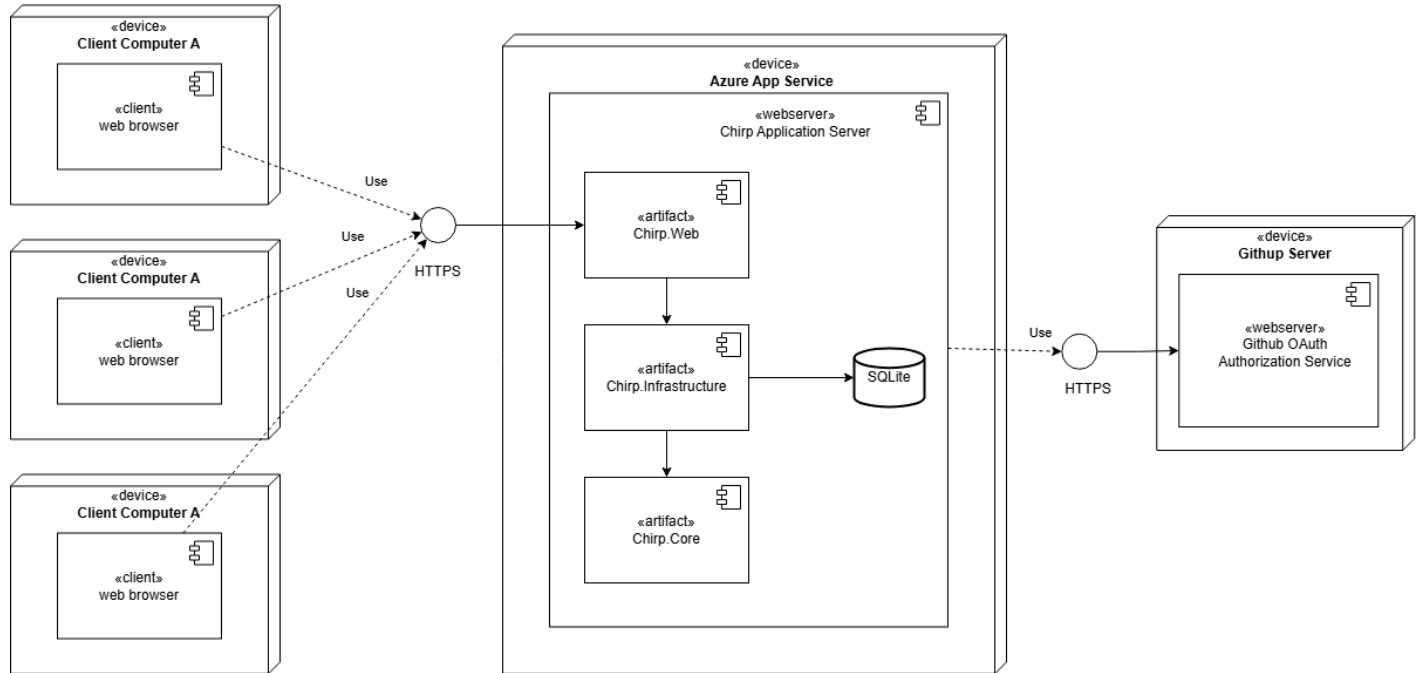 «device»
Client Computer A
«client»
web browser
«device»
Client Computer A
«client»
web browser
«device»
Client Computer A
«client»
web browser
Use
Use
Use
HTTPS
«device»
Azure App Service
«webserver»
Chirp Application Server
«artifact»
Chirp.Web
«artifact»
Chirp.Infrastructure
SQLite
«artifact»
Chirp.Core
Use
HTTPS
«device»
Githup Server
«webserver»
Github OAuth
Authorization Service